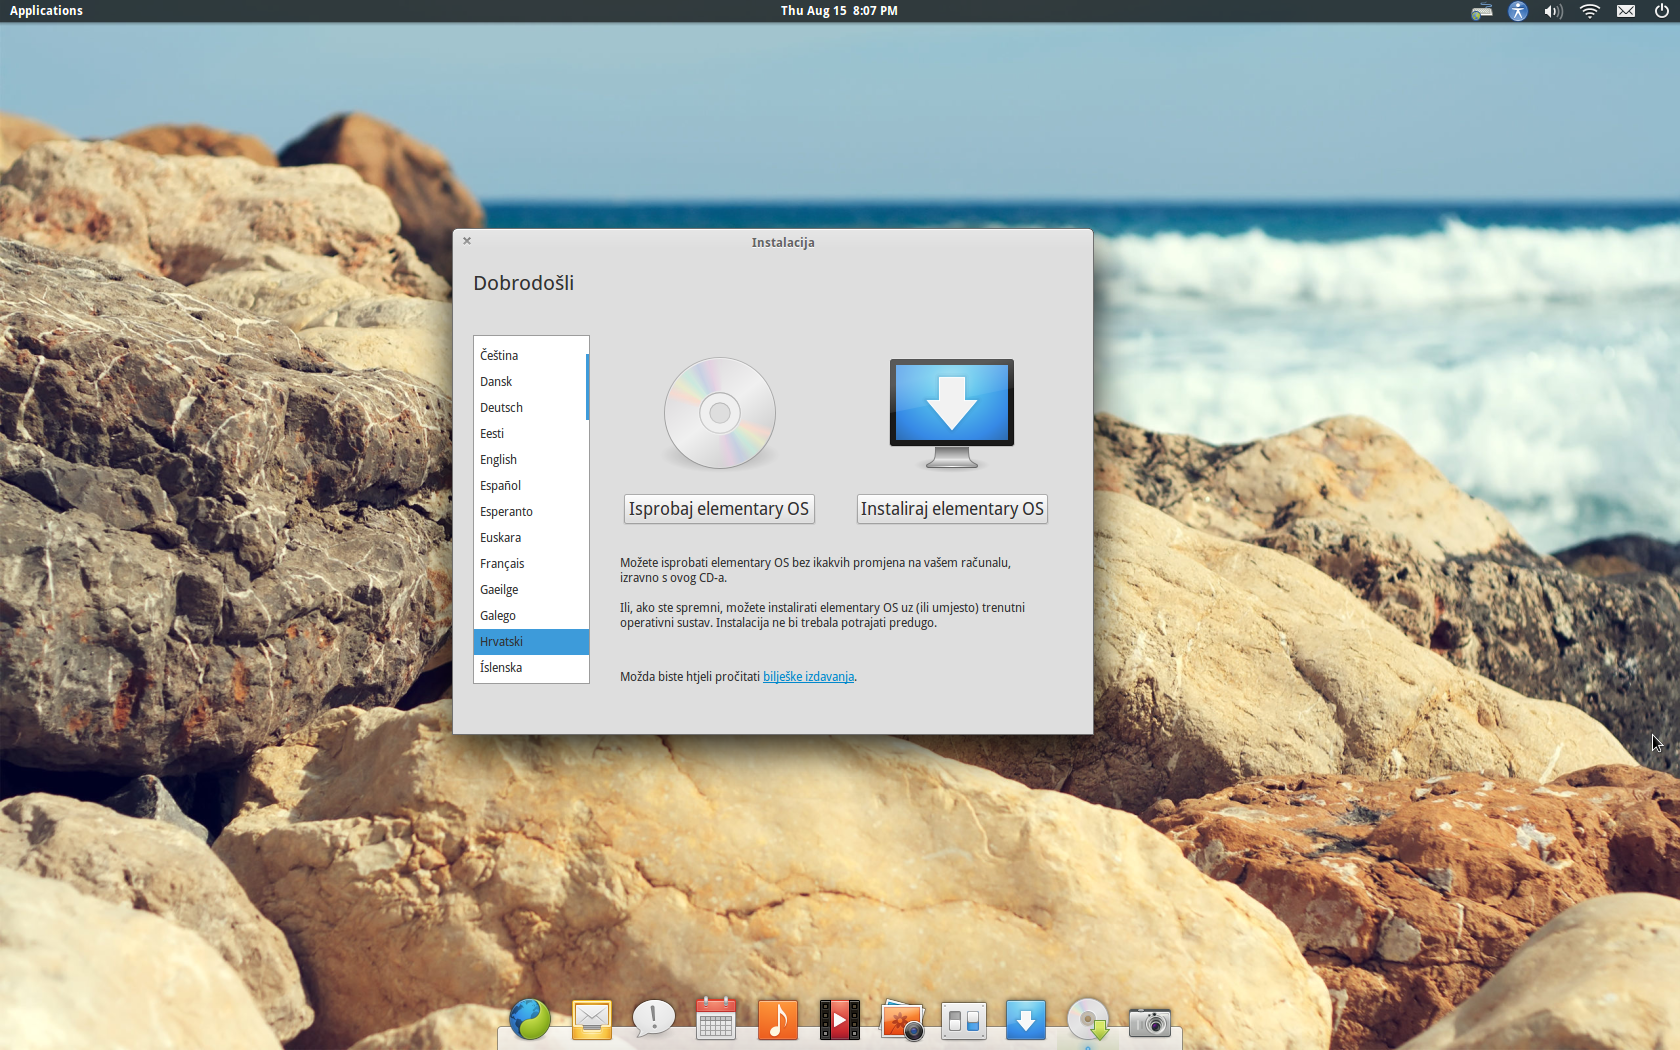 Applications
Thu Aug 15 8:07 PM
Instalacija
Dobrodošli
Čeština
Dansk
Deutsch
Eesti
English
Español
Esperanto
Euskara
Français
Gaeilge
Galego
Hrvatski
Íslenska
Isprobaj elementary OS
Instaliraj elementary OS
Možete isprobati elementary OS bez ikakvih promjena na vašem računalu,
izravno s ovog CD-a.
Ili, ako ste spremni, možete instalirati elementary OS uz (ili umjesto) trenutni
operativni sustav. Instalacija ne bi trebala potrajati predugo.
Možda biste htjeli pročitati bilješke izdavanja.